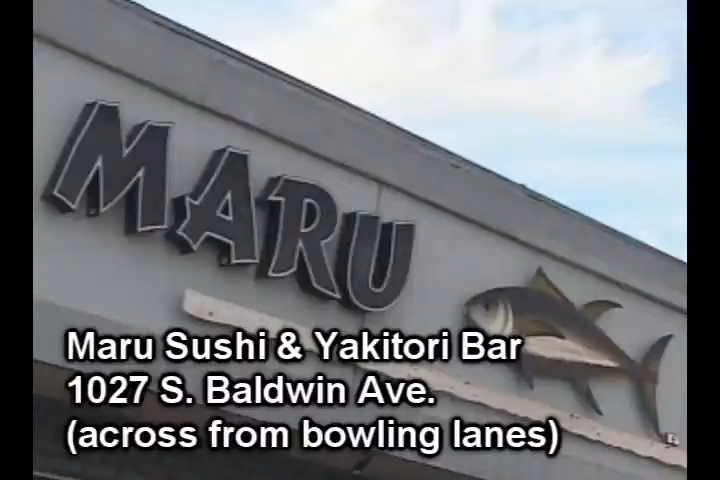 MARU
Maru Sushi & Yakitori Bar
1027 S. Baldwin Ave.
(across from bowling lanes)